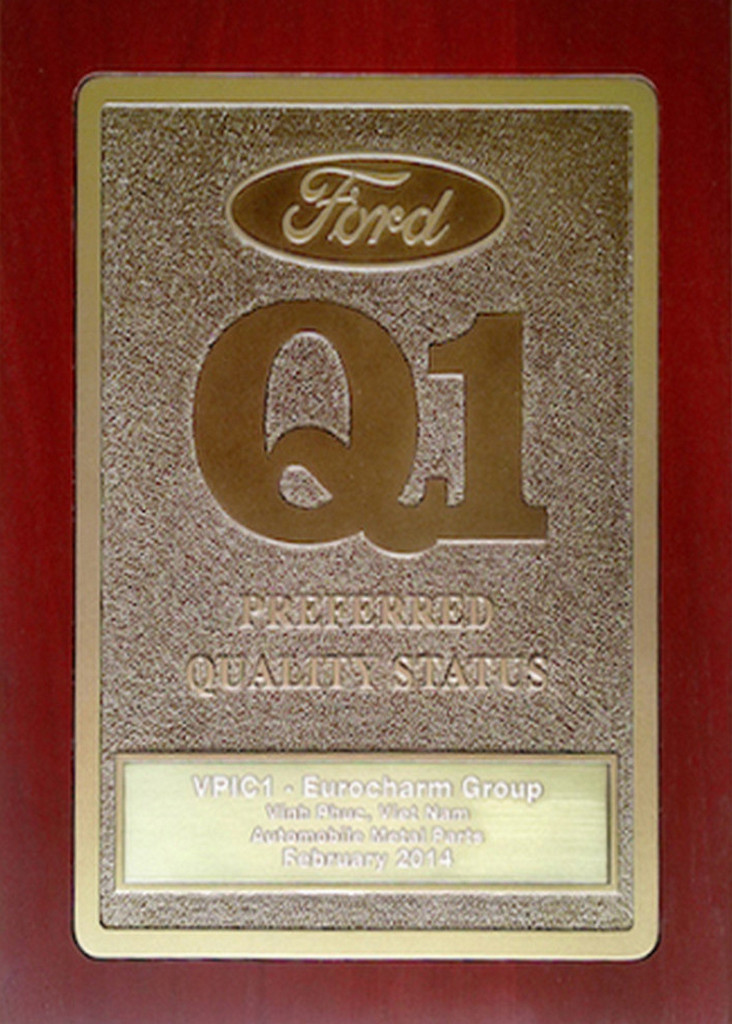 Ford
Q1
PREFERRED
QUALITY STATUS
VPIC1 - Eurocharm Group
Vinh Phuc, Viet Nam
Automobile Metal Parts
February 2014